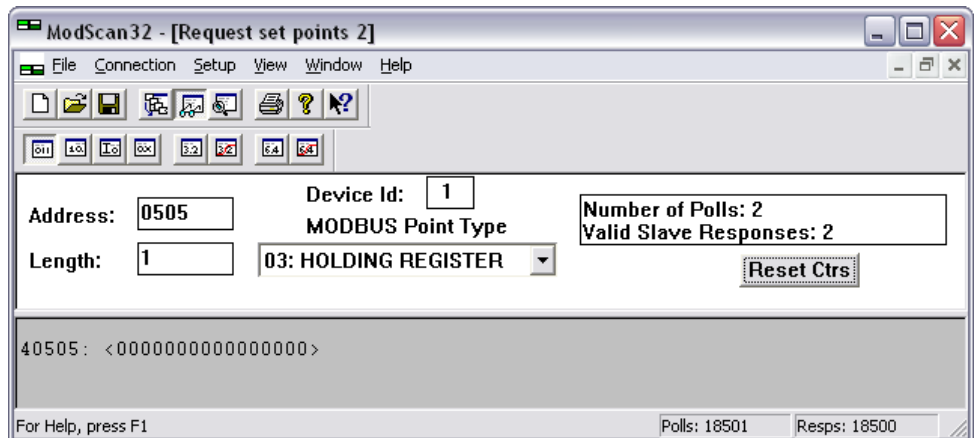 ModScan32 - [Request set points 2]
File Connection Setup View Window Help
Address: 0505
Device Id: 1
MODBUS Point Type
Length: 1
03: HOLDING REGISTER
Number of Polls: 2
Valid Slave Responses: 2
Reset Ctrs
40505: <0000000000000000>
For Help, press F1
Polls: 18501
Resps: 18500